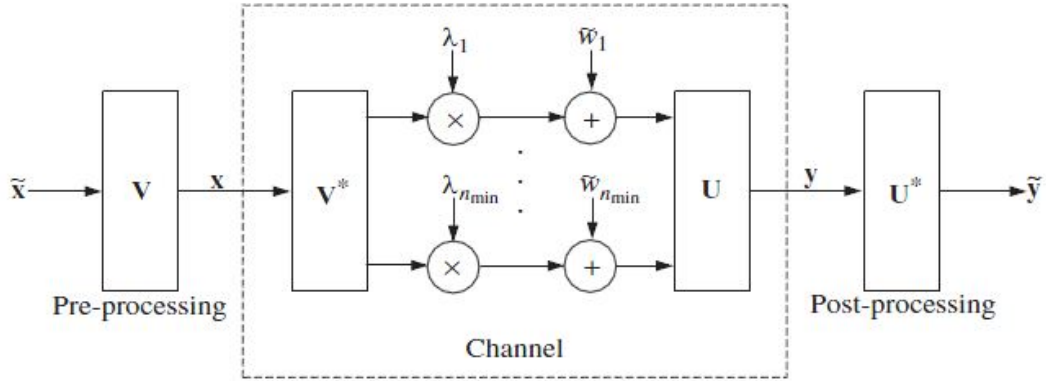 λ₁ w̃₁
x̃ V x V* × + U y U* ỹ
λₙₘᵢₙ w̃ₙₘᵢₙ
× +
Pre-processing Post-processing
Channel